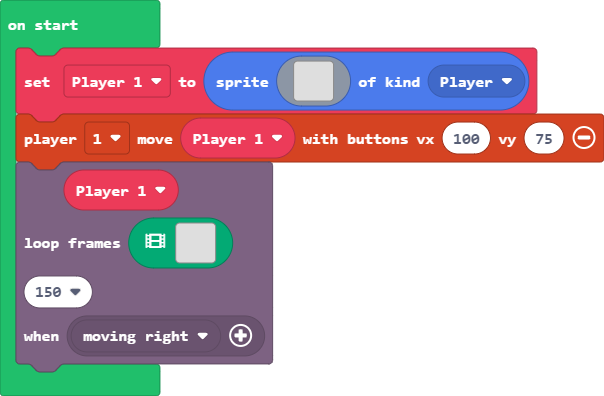 on start
set Player 1 to sprite of kind Player
player 1 move Player 1 with buttons vx 100 vy 75
Player 1
loop frames
150
when moving right